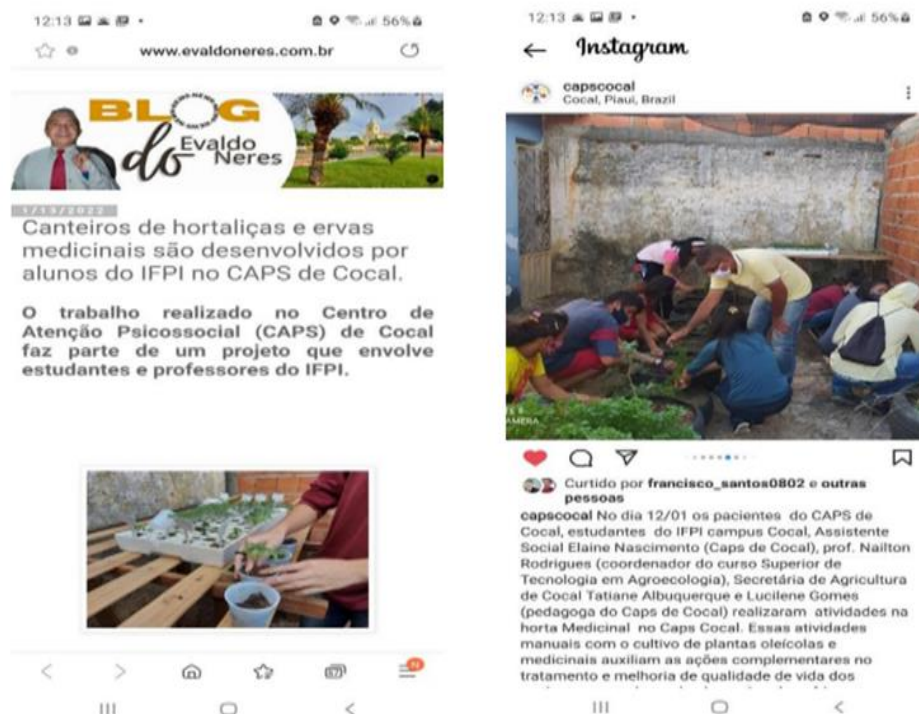 12:13
56%
www.evaldoneres.com.br
BLOG
do Evaldo
Neres
1/13/2022
Canteiros de hortaliças e ervas
medicinais são desenvolvidos por
alunos do IFPI no CAPS de Cocal.
O trabalho realizado no Centro de
Atenção Psicossocial (CAPS) de Cocal
faz parte de um projeto que envolve
estudantes e professores do IFPI.
67
N
12:13
56%
Instagram
capscocal
Cocal, Piaui, Brazil
CAMERA
Curtido por francisco_santos0802 e outras
pessoas
capscocal No dia 12/01 os pacientes do CAPS de
Cocal, estudantes do IFPI campus Cocal, Assistente
Social Elaine Nascimento (Caps de Cocal), prof. Nailton
Rodrigues (coordenador do curso Superior de
Tecnologia em Agroecologia), Secretária de Agricultura
de Cocal Tatiane Albuquerque e Lucilene Gomes
(pedagoga do Caps de Cocal) realizaram atividades na
horta Medicinal no Caps Cocal. Essas atividades
manuais com o cultivo de plantas oleícolas e
medicinais auxiliam as ações complementares no
tratamento e melhoria de qualidade de vida dos